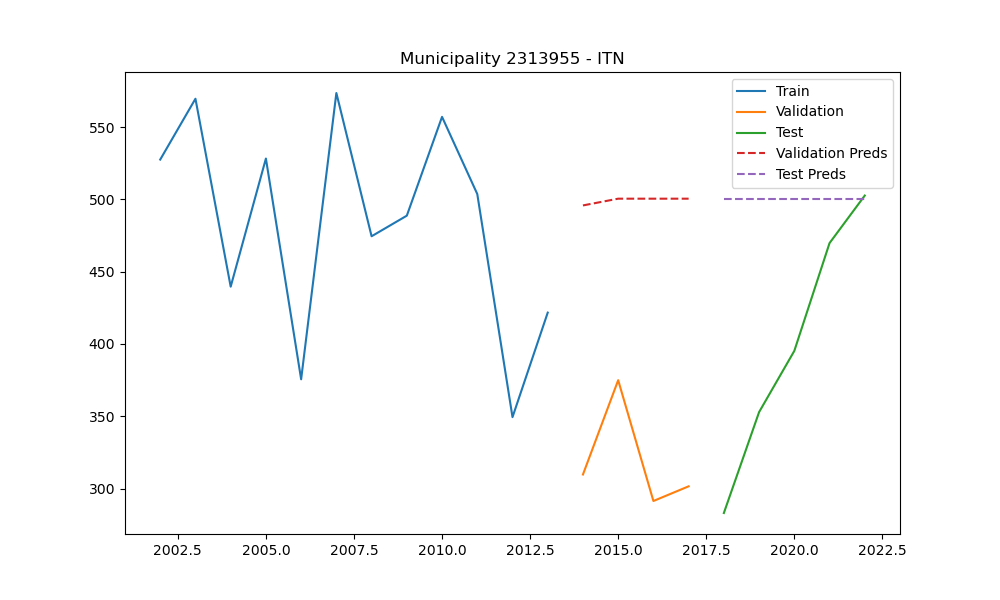 Municipality 2313955 - ITN
Train
Validation
Test
Validation Preds
Test Preds
550
500
450
400
350
300
2002.5 2005.0 2007.5 2010.0 2012.5 2015.0 2017.5 2020.0 2022.5